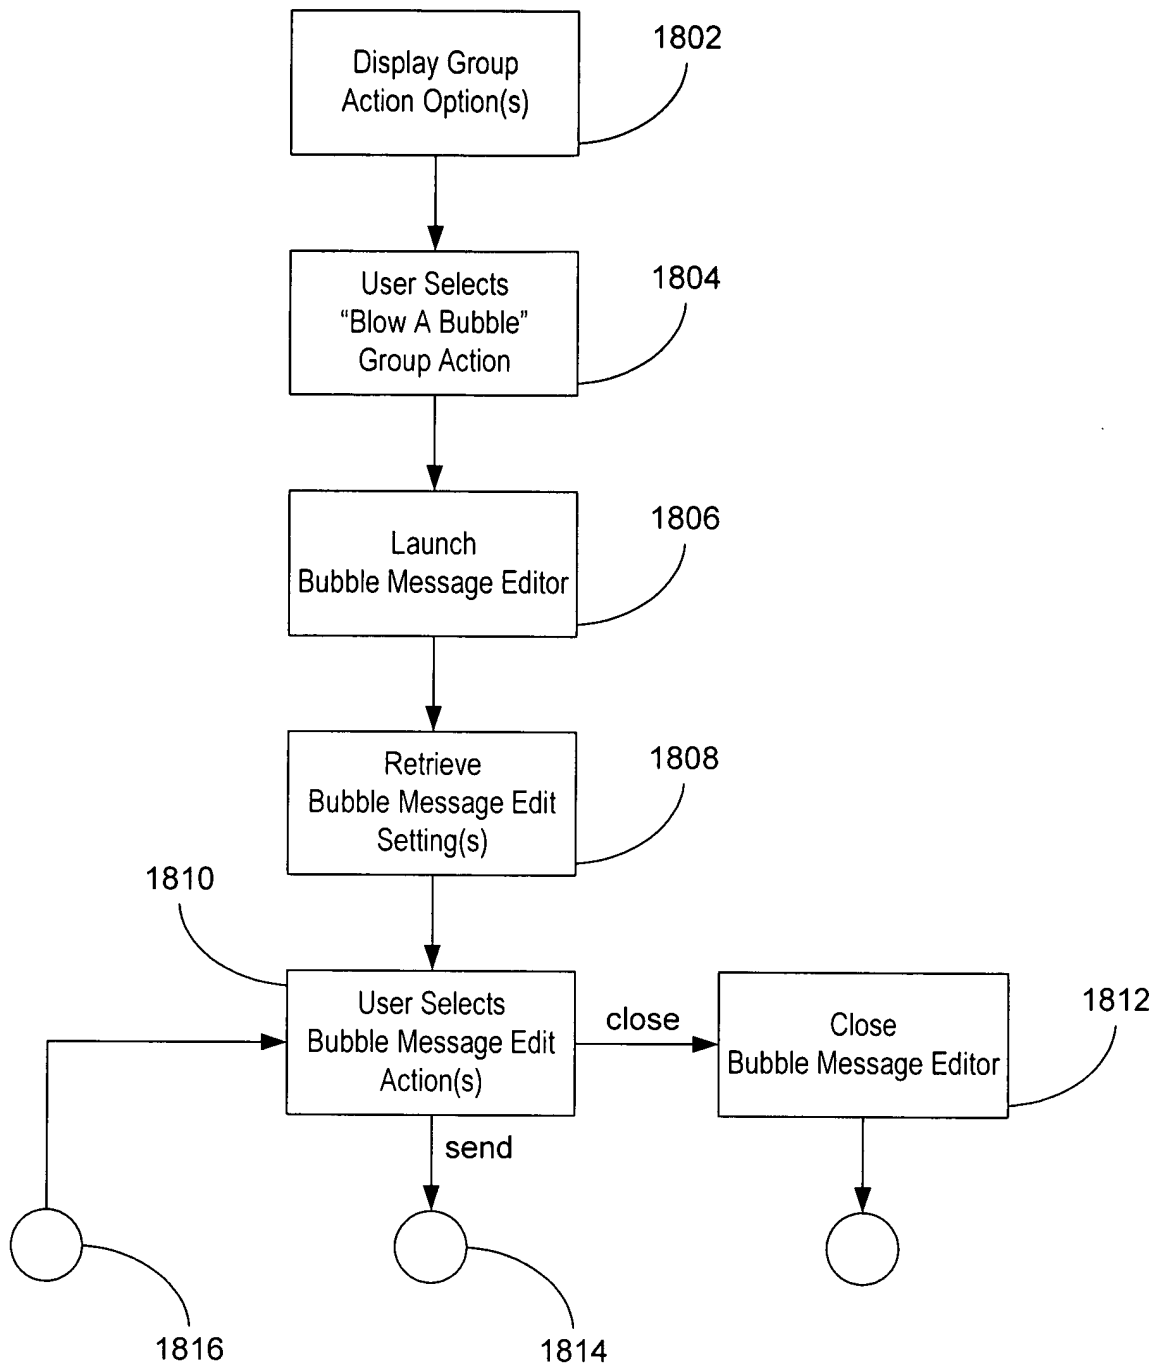 Display Group
Action Option(s)
1802
User Selects
“Blow A Bubble”
Group Action
1804
Launch
Bubble Message Editor
1806
Retrieve
Bubble Message Edit
Setting(s)
1808
1810
User Selects
Bubble Message Edit
Action(s)
close
Close
Bubble Message Editor
1812
send
1816
1814